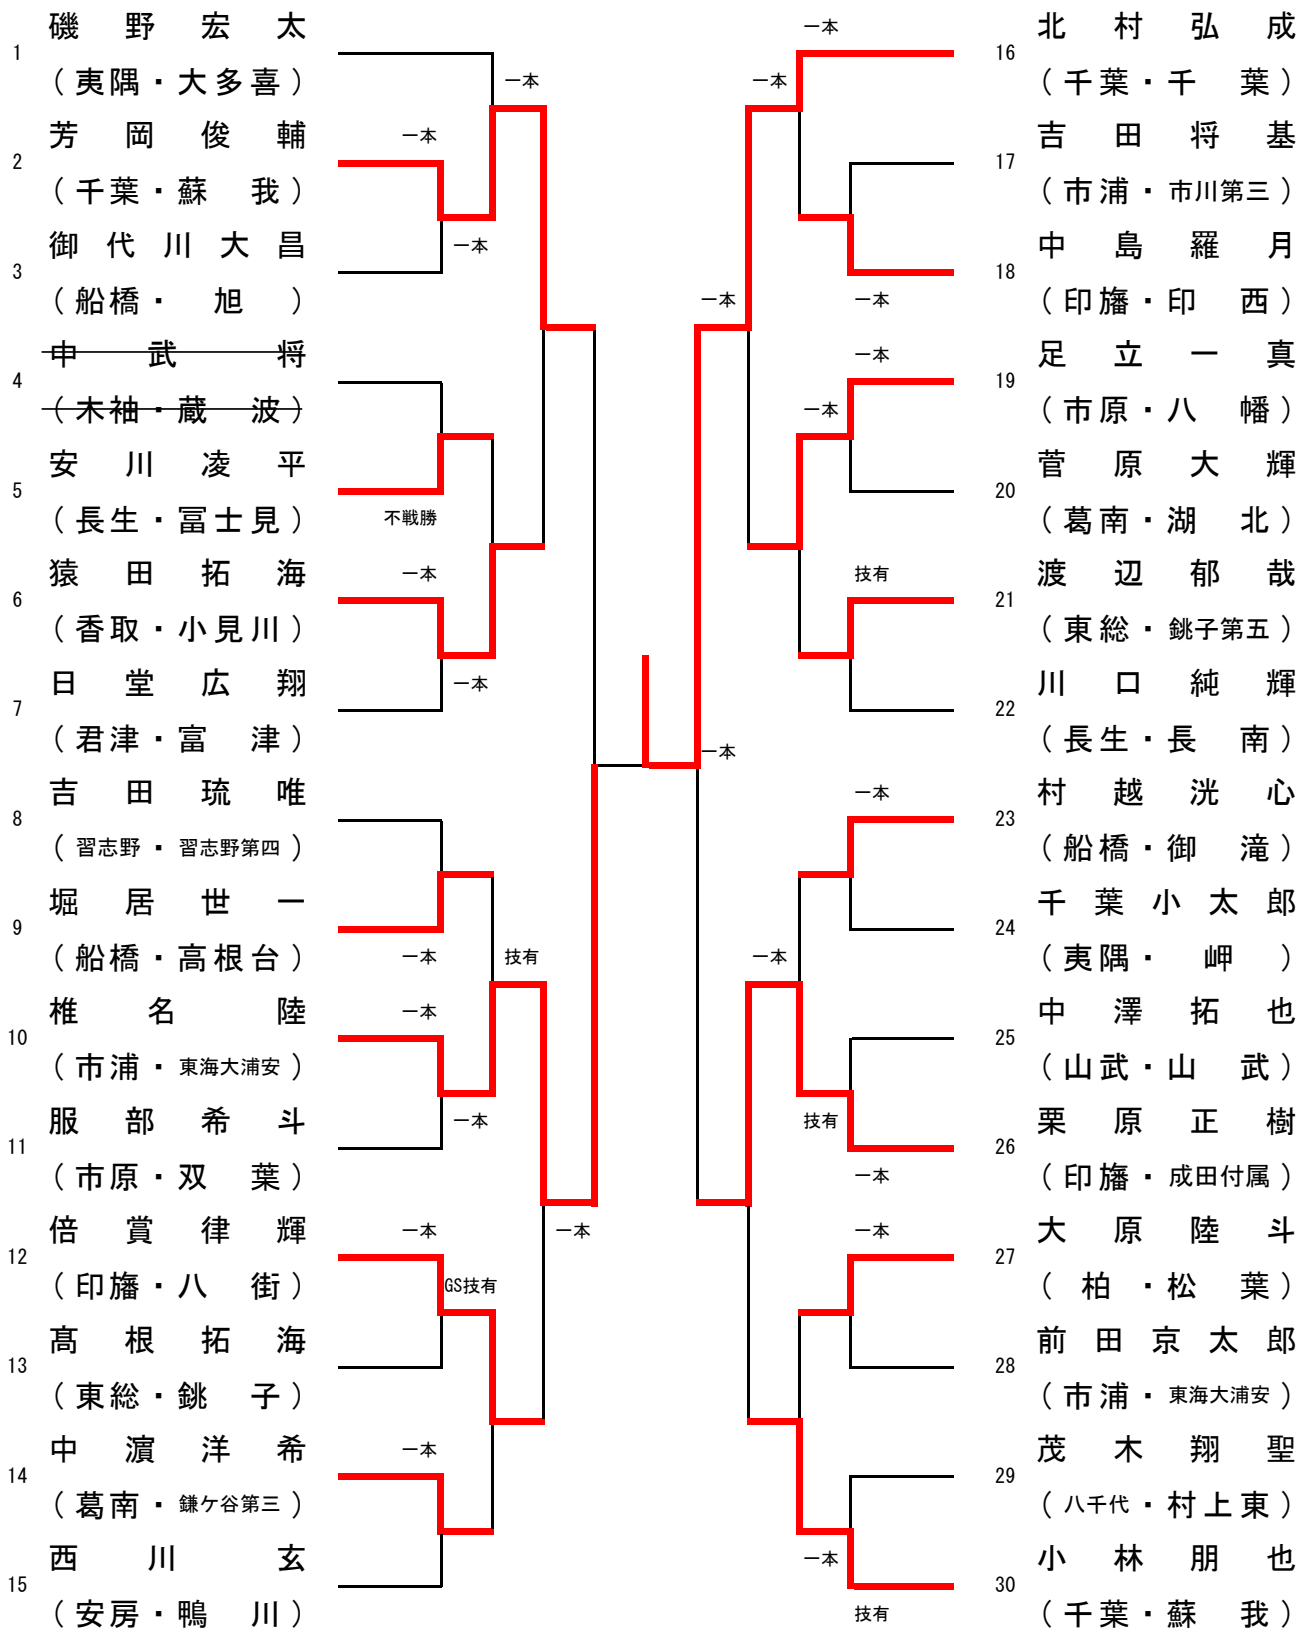 1 磯野宏太
(夷隅・大多喜)
2 芳岡俊輔
(千葉・蘇我)
3 御代川大昌
(船橋・旭)
4 中武将
(木袖・蔵波)
5 安川凌平
(長生・冨士見)
6 猿田拓海
(香取・小見川)
7 日堂広翔
(君津・富津)
8 吉田琉唯
(習志野・習志野第四)
9 堀居世一
(船橋・高根台)
10 椎名陸
(市浦・東海大浦安)
11 服部希斗
(市原・双葉)
12 倍賞律輝
(印旛・八街)
13 髙根拓海
(東総・銚子)
14 中濵洋希
(葛南・鎌ケ谷第三)
15 西川玄
(安房・鴨川)
一本
一本
一本
不戦勝
一本
一本
一本
技有
一本
一本
一本
一本
GS技有
一本
一本
一本
一本
一本
一本
一本
一本
技有
一本
一本
一本
技有
一本
一本
一本
技有
16 北村弘成
(千葉・千葉)
17 吉田将基
(市浦・市川第三)
18 中島羅月
(印旛・印西)
19 足立一真
(市原・八幡)
20 菅原大輝
(葛南・湖北)
21 渡辺郁哉
(東総・銚子第五)
22 川口純輝
(長生・長南)
23 村越洸心
(船橋・御滝)
24 千葉小太郎
(夷隅・岬)
25 中澤拓也
(山武・山武)
26 栗原正樹
(印旛・成田付属)
27 大原陸斗
(柏・松葉)
28 前田京太郎
(市浦・東海大浦安)
29 茂木翔聖
(八千代・村上東)
30 小林朋也
(千葉・蘇我)